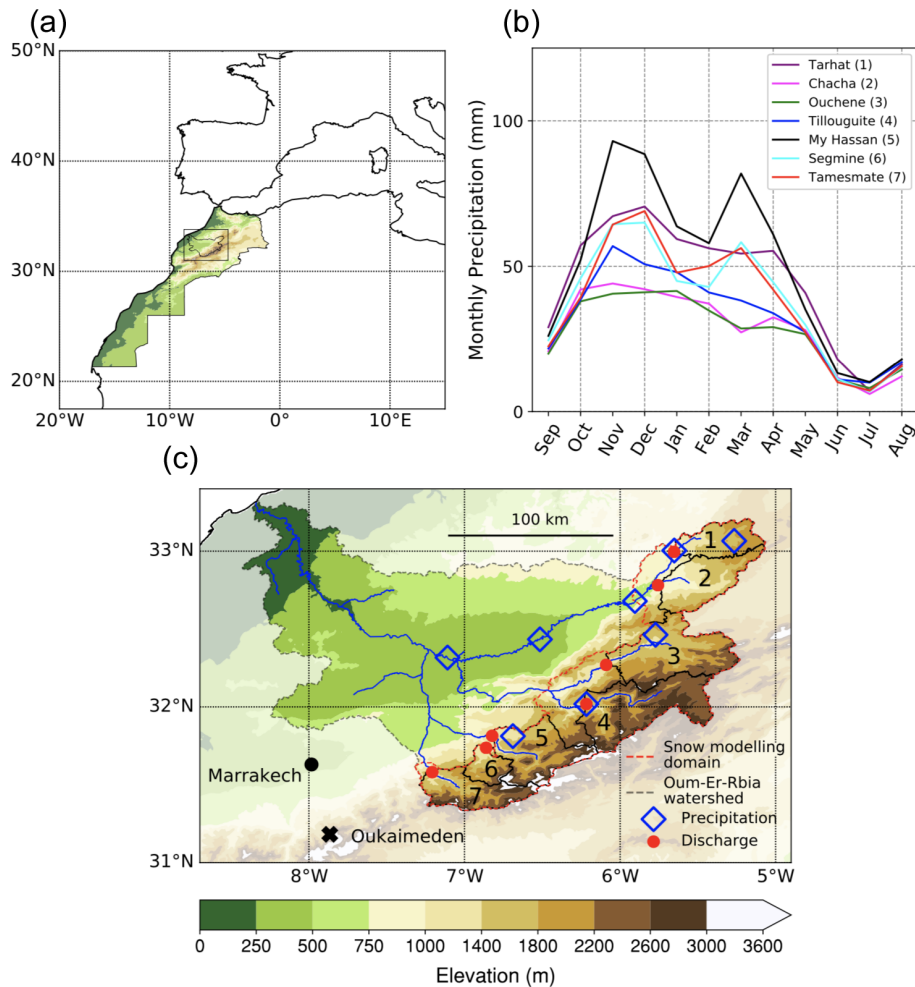 (a)
50°N
40°N
30°N
20°N
20°W
10°W
0°
10°E
(b)
Monthly Precipitation (mm)
100
50
0
Tarhat (1)
Chacha (2)
Ouchene (3)
Tillouguite (4)
My Hassan (5)
Segmine (6)
Tamesmate (7)
Sep
Oct
Nov
Dec
Jan
Feb
Mar
Apr
May
Jun
Jul
Aug
(c)
33°N
32°N
31°N
100 km
1
2
3
4
5
6
7
Marrakech
Oukaimeden
Snow modelling
domain
Oum-Er-Rbia
watershed
Precipitation
Discharge
8°W
7°W
6°W
5°W
0
250
500
750
1000
1400
1800
2200
2600
3000
3600
Elevation (m)